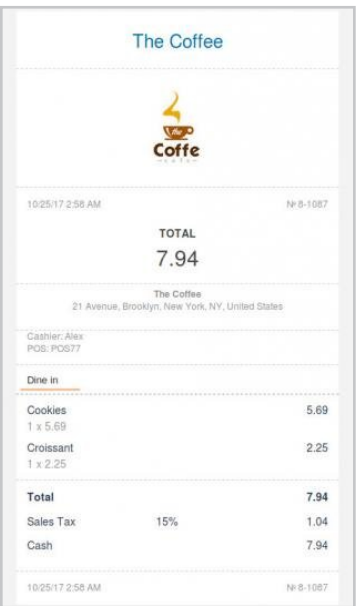 The Coffee
the
Coffe
- c a f e -
10/25/17 2:58 AM № 8-1087
TOTAL
7.94
The Coffee
21 Avenue, Brooklyn, New York, NY, United States
Cashier: Alex
POS: POS77
Dine in
Cookies 5.69
1 x 5.69
Croissant 2.25
1 x 2.25
Total 7.94
Sales Tax 15% 1.04
Cash 7.94
10/25/17 2:58 AM № 8-1087